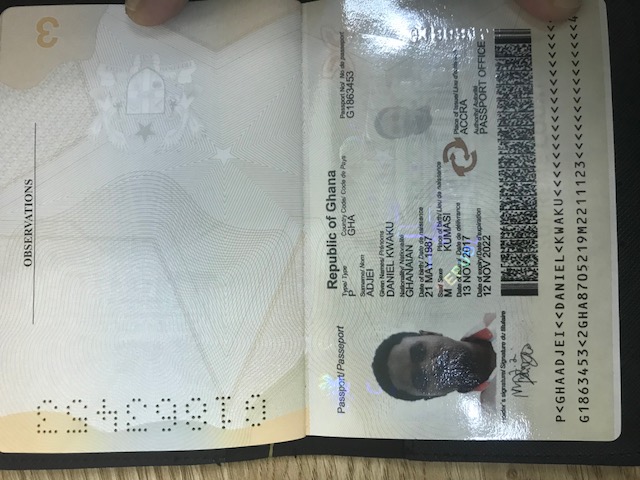 OBSERVATIONS
3
G1863453
Republic of Ghana
Passport/Passeport
Type/ Type
Country Code/ Code du Pays
Passport No/ No de passeport
P
GHA
G1863453
Surname/ Nom
ADJEI
Given Names/ Prénoms
DANIEL KWAKU
Nationality/ Nationalité
GHANAIAN
Date of birth/ Date de naissance
21 MAY 1987
Sex/ Sexe
Place of birth/ Lieu de naissance
M
KUMASI
Date of issue/ Date de délivrance
Place of Issue/
13 NOV 2017
ACCRA
Date of expiry/ Date d'expiration
Authority/ Autorité
12 NOV 2022
PASSPORT OFFICE
Holder's signature/ Signature du titulaire
P<GHAADJEI<<DANIEL<KWAKU<<<<<<<<<<<<<<<<<<<<
G1863453<2GHA8705219M2211123<<<<<<<<<<<<<<<4